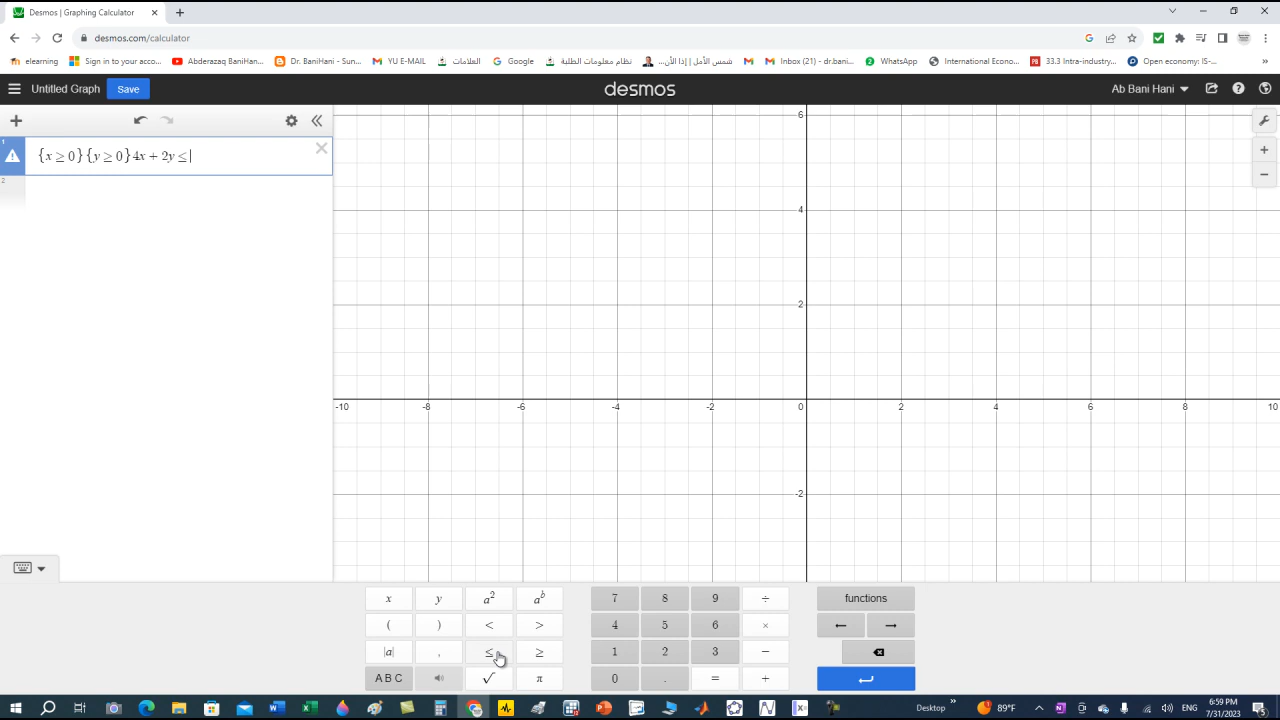 Desmos | Graphing Calculator
desmos.com/calculator
elearning Sign in to your acco... Abderazaq BaniHan... Dr. BaniHani - Sun... YU E-MAIL العلامات Google نظام معلومات الطلبة شمس الأمل | إذا الأن... Inbox (21) - dr.bani... WhatsApp International Econo... 33.3 Intra-industry... Open economy: IS-... »
Untitled Graph Save desmos Ab Bani Hani
1 {x ≥ 0}{y ≥ 0}4x + 2y ≤
2
6
4
2
-10 -8 -6 -4 -2 0 2 4 6 8 10
-2
x y a² aᵇ 7 8 9 ÷ functions
( ) < > 4 5 6 × ← →
|a| , ≤ ≥ 1 2 3 −
A B C √ π 0 . = +
Desktop » 89°F ENG 6:59 PM
7/31/2023